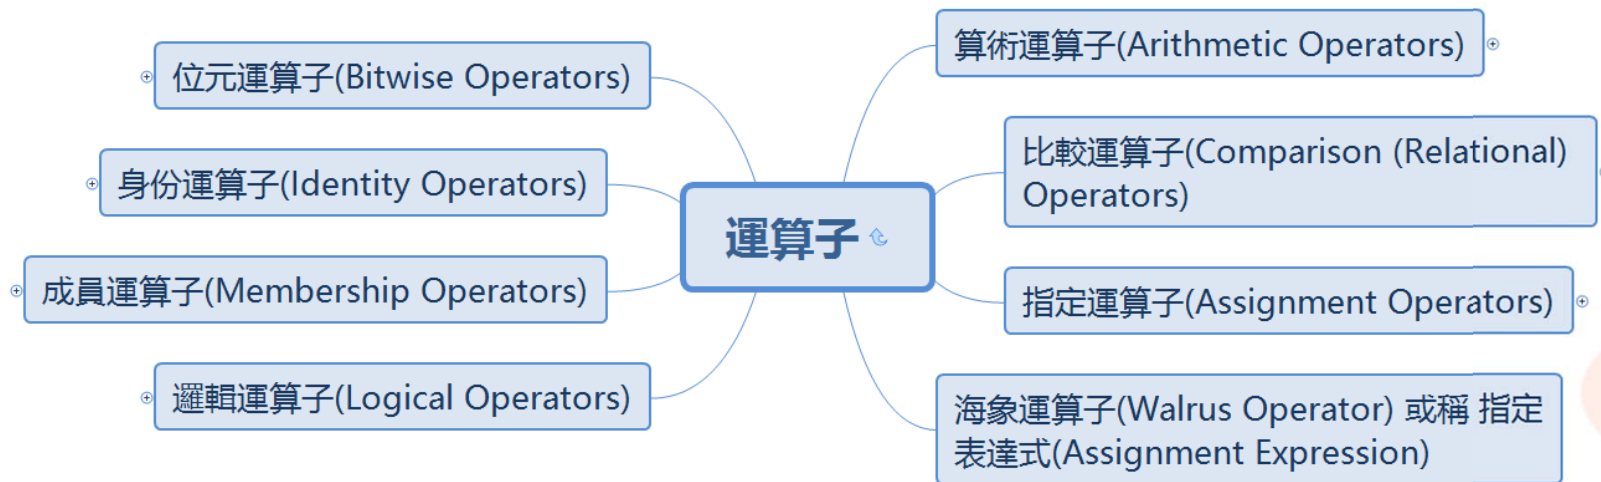 運算子
算術運算子(Arithmetic Operators)
比較運算子(Comparison (Relational)
Operators)
指定運算子(Assignment Operators)
海象運算子(Walrus Operator) 或稱 指定
表達式(Assignment Expression)
位元運算子(Bitwise Operators)
身份運算子(Identity Operators)
成員運算子(Membership Operators)
邏輯運算子(Logical Operators)